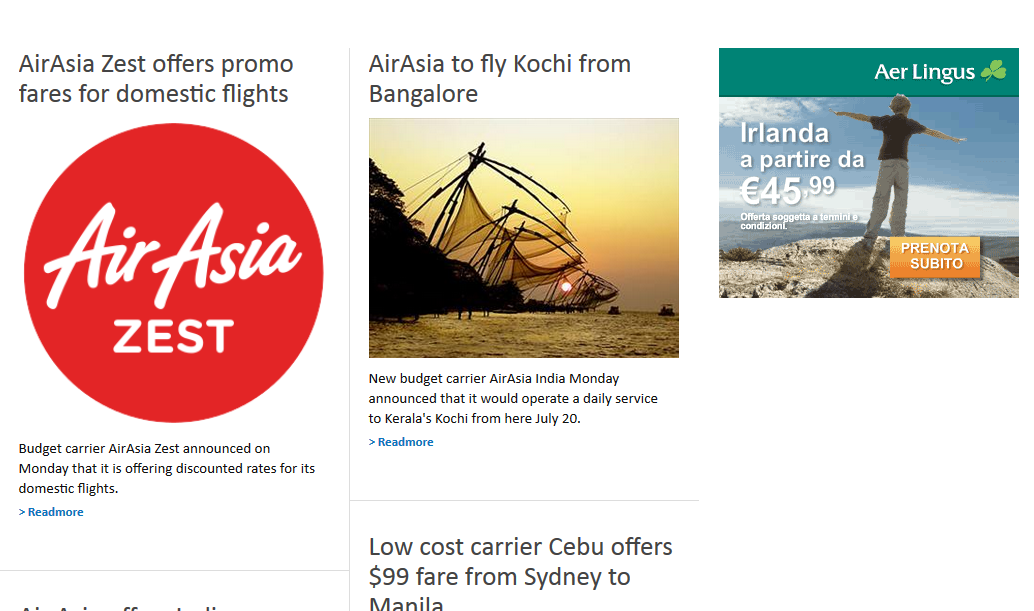 AirAsia Zest offers promo
fares for domestic flights
AirAsia
ZEST
Budget carrier AirAsia Zest announced on
Monday that it is offering discounted rates for its
domestic flights.
> Readmore
AirAsia to fly Kochi from
Bangalore
New budget carrier AirAsia India Monday
announced that it would operate a daily service
to Kerala's Kochi from here July 20.
> Readmore
Low cost carrier Cebu offers
$99 fare from Sydney to
Manila
Aer Lingus
Irlanda
a partire da
€45,99
Offerta soggetta a termini e
condizioni.
PRENOTA
SUBITO